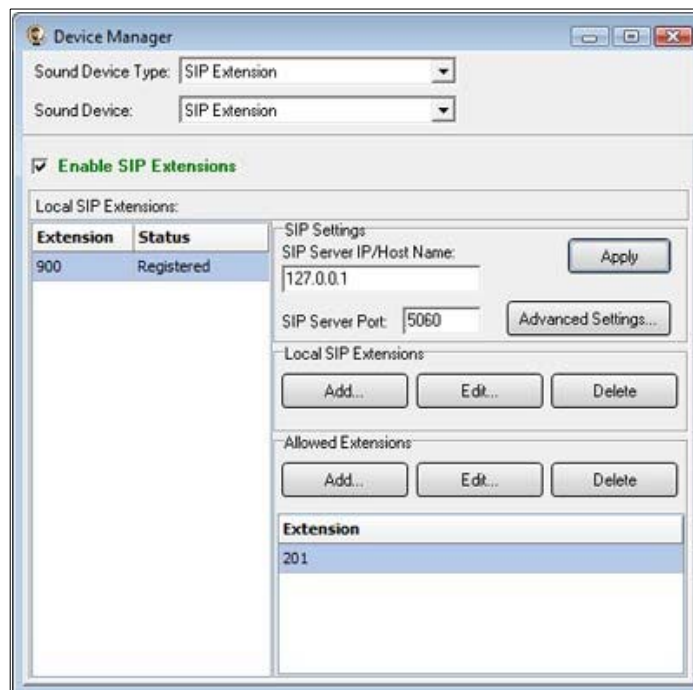 Device Manager
Sound Device Type: SIP Extension
Sound Device: SIP Extension
Enable SIP Extensions
Local SIP Extensions:
Extension Status
900 Registered
SIP Settings
SIP Server IP/Host Name:
127.0.0.1
Apply
SIP Server Port: 5060
Advanced Settings...
Local SIP Extensions
Add... Edit... Delete
Allowed Extensions
Add... Edit... Delete
Extension
201